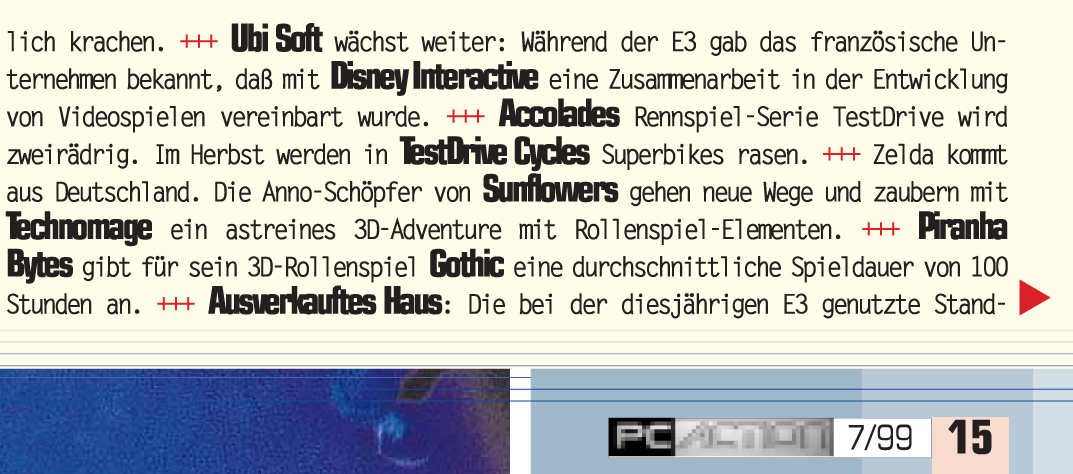 lich krachen. +++ Ubi Soft wächst weiter: Während der E3 gab das französische Un-
ternehmen bekannt, daß mit Disney Interactive eine Zusammenarbeit in der Entwicklung
von Videospielen vereinbart wurde. +++ Accolades Rennspiel-Serie TestDrive wird
zweirädrig. Im Herbst werden in TestDrive Cycles Superbikes rasen. +++ Zelda kommt
aus Deutschland. Die Anno-Schöpfer von Sunflowers gehen neue Wege und zaubern mit
Technomage ein astreines 3D-Adventure mit Rollenspiel-Elementen. +++ Piranha
Bytes gibt für sein 3D-Rollenspiel Gothic eine durchschnittliche Spieldauer von 100
Stunden an. +++ Ausverkauftes Haus: Die bei der diesjährigen E3 genutzte Stand-
PC ACTION 7/99 15